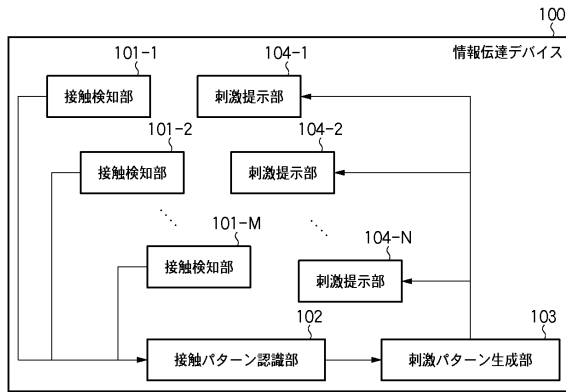 100
情報伝達デバイス
101-1
104-1
接触検知部
刺激提示部
101-2
104-2
接触検知部
刺激提示部
101-M
接触検知部
104-N
刺激提示部
102
103
接触パターン認識部
刺激パターン生成部